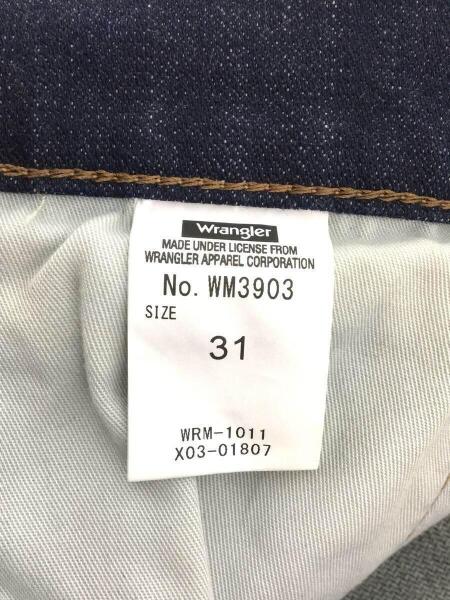 Wrangler
MADE UNDER LICENSE FROM
WRANGLER APPAREL CORPORATION
No. WM3903
SIZE
31
WRM-1011
X03-01807